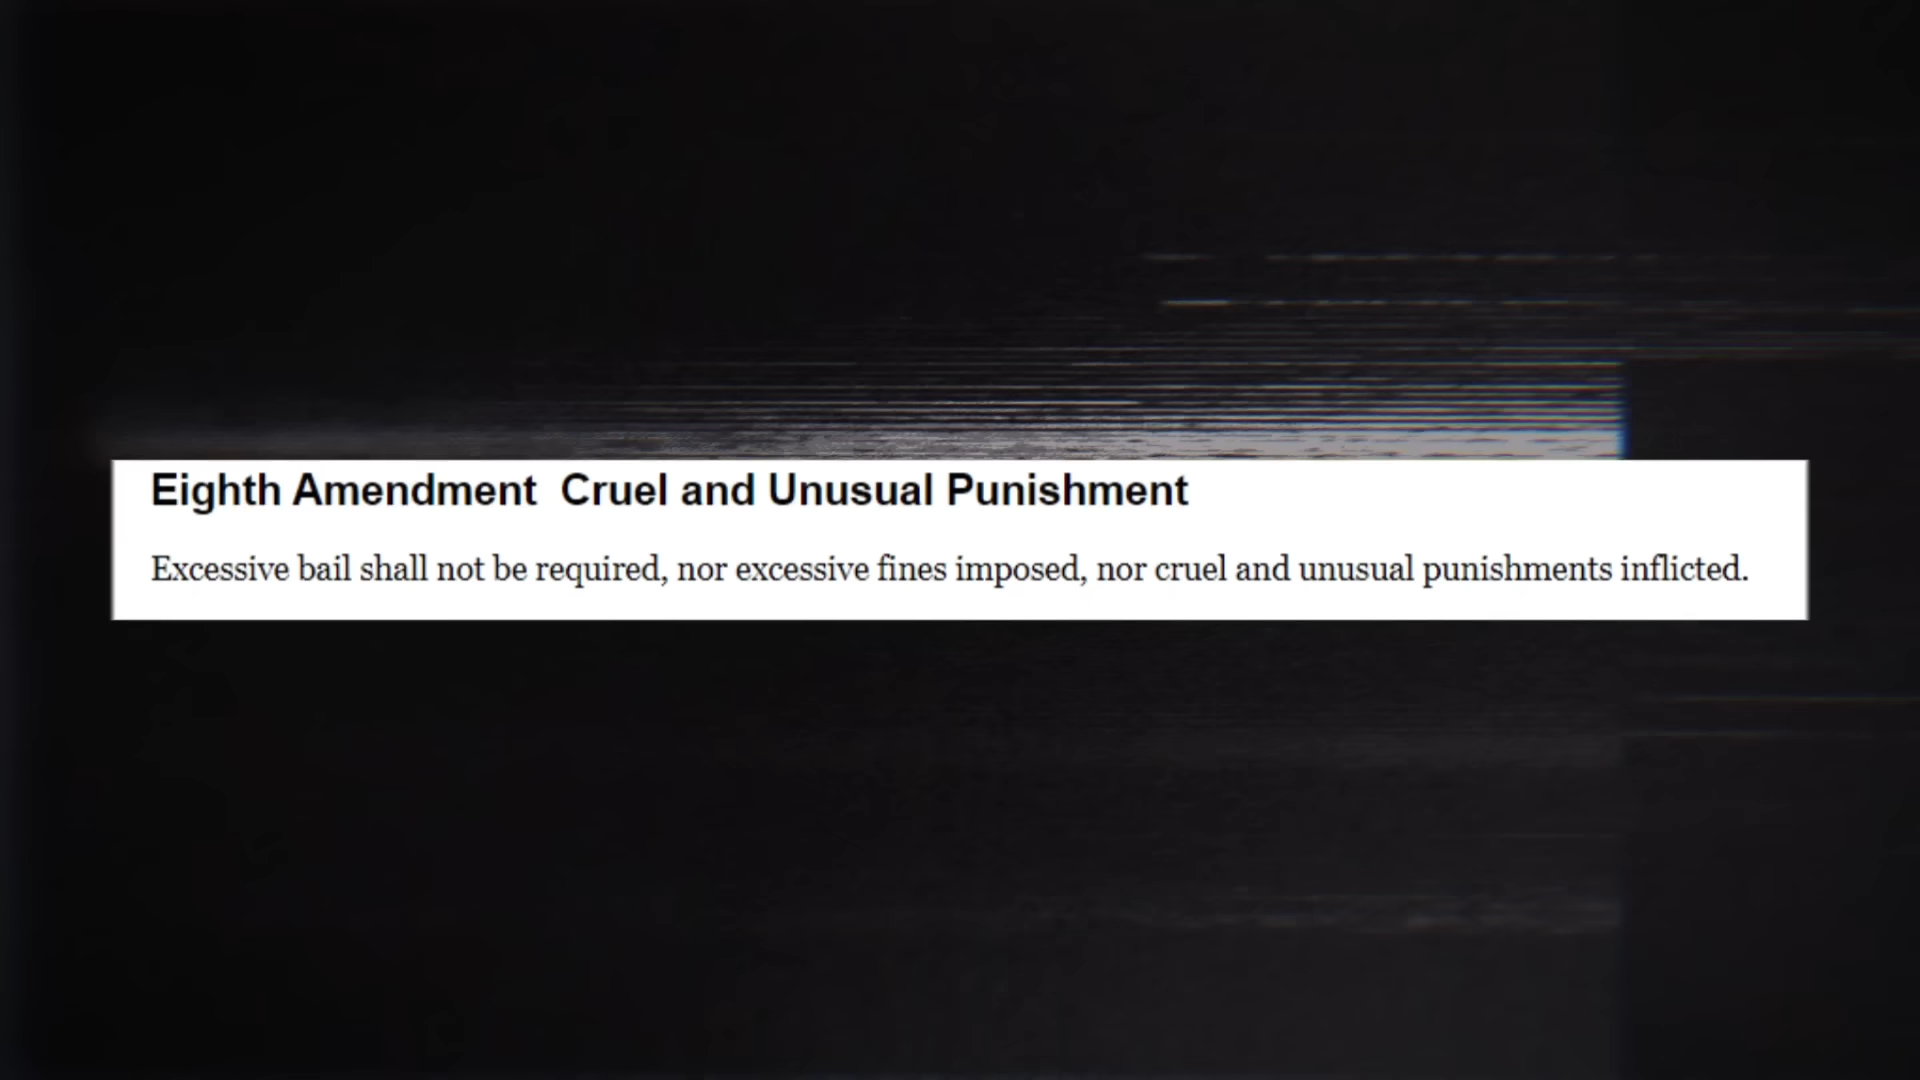 Eighth Amendment  Cruel and Unusual Punishment
Excessive bail shall not be required, nor excessive fines imposed, nor cruel and unusual punishments inflicted.